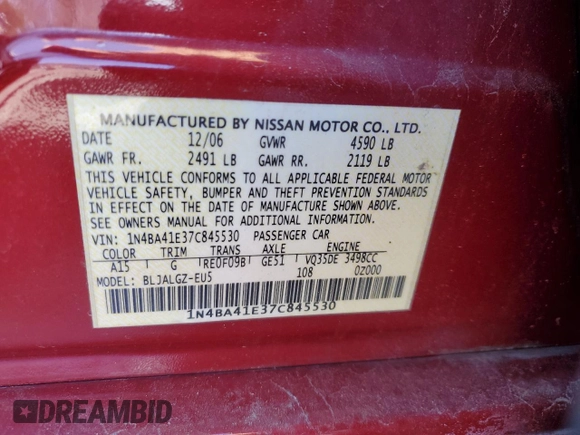 MANUFACTURED BY NISSAN MOTOR CO., LTD.
DATE 12/06 GVWR 4590 LB
GAWR FR. 2491 LB GAWR RR. 2119 LB
THIS VEHICLE CONFORMS TO ALL APPLICABLE FEDERAL MOTOR
VEHICLE SAFETY, BUMPER AND THEFT PREVENTION STANDARDS
IN EFFECT ON THE DATE OF MANUFACTURE SHOWN ABOVE.
SEE OWNERS MANUAL FOR ADDITIONAL INFORMATION.
VIN: 1N4BA41E37C845530 PASSENGER CAR
COLOR TRIM TRANS AXLE ENGINE
A15 G RE0F09B GE51 VQ35DE 3498CC
MODEL: BLJALGZ-EU5 108 0Z000
1N4BA41E37C845530
DREAMBID